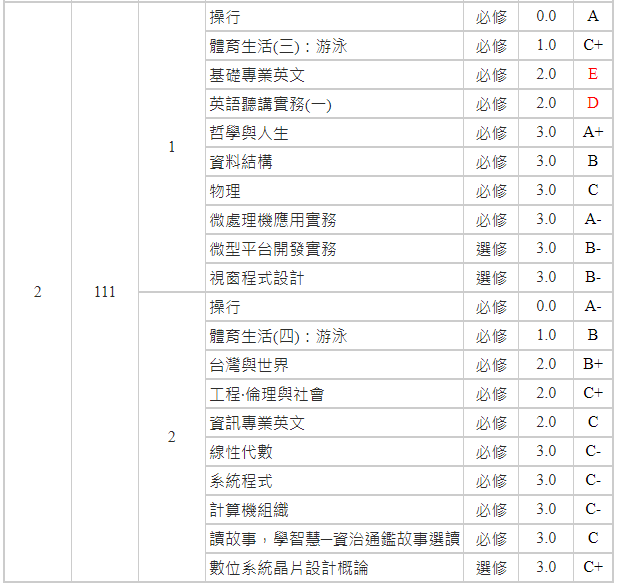 操行 必修 0.0 A
體育生活(三)：游泳 必修 1.0 C+
基礎專業英文 必修 2.0 E
英語聽講實務(一) 必修 2.0 D
哲學與人生 必修 3.0 A+
1
資料結構 必修 3.0 B
物理 必修 3.0 C
微處理機應用實務 必修 3.0 A-
微型平台開發實務 選修 3.0 B-
視窗程式設計 選修 3.0 B-
2 111
操行 必修 0.0 A-
體育生活(四)：游泳 必修 1.0 B
台灣與世界 必修 2.0 B+
工程‧倫理與社會 必修 2.0 C+
資訊專業英文 必修 2.0 C
2
線性代數 必修 3.0 C-
系統程式 必修 3.0 C-
計算機組織 必修 3.0 C-
讀故事，學智慧─資治通鑑故事選讀 必修 3.0 C
數位系統晶片設計概論 選修 3.0 C+